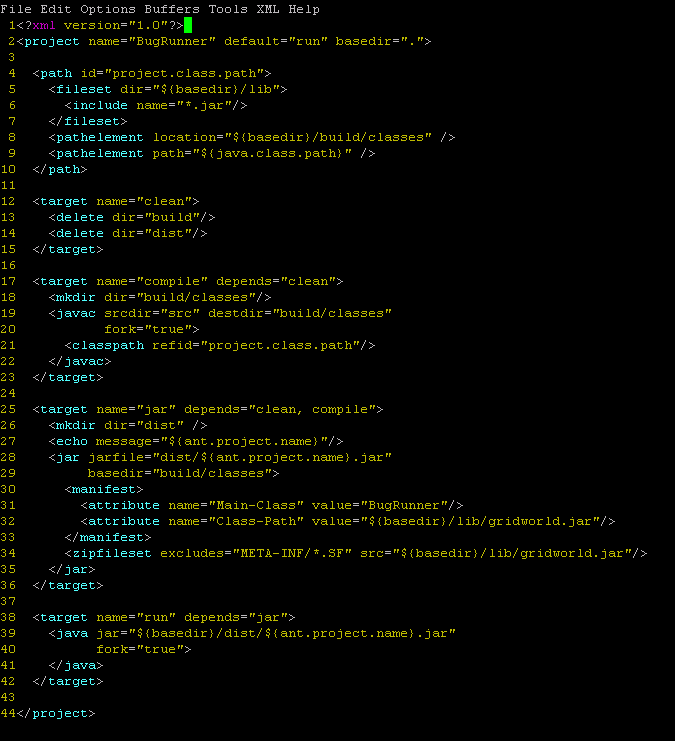 File Edit Options Buffers Tools XML Help
 1<?xml version="1.0"?>
 2<project name="BugRunner" default="run" basedir=".">
 3
 4  <path id="project.class.path">
 5    <fileset dir="${basedir}/lib">
 6      <include name="*.jar"/>
 7    </fileset>
 8    <pathelement location="${basedir}/build/classes" />
 9    <pathelement path="${java.class.path}" />
10  </path>
11
12  <target name="clean">
13    <delete dir="build"/>
14    <delete dir="dist"/>
15  </target>
16
17  <target name="compile" depends="clean">
18    <mkdir dir="build/classes"/>
19    <javac srcdir="src" destdir="build/classes"
20           fork="true">
21      <classpath refid="project.class.path"/>
22    </javac>
23  </target>
24
25  <target name="jar" depends="clean, compile">
26    <mkdir dir="dist" />
27    <echo message="${ant.project.name}"/>
28    <jar jarfile="dist/${ant.project.name}.jar"
29         basedir="build/classes">
30      <manifest>
31        <attribute name="Main-Class" value="BugRunner"/>
32        <attribute name="Class-Path" value="${basedir}/lib/gridworld.jar"/>
33      </manifest>
34      <zipfileset excludes="META-INF/*.SF" src="${basedir}/lib/gridworld.jar"/>
35    </jar>
36  </target>
37
38  <target name="run" depends="jar">
39    <java jar="${basedir}/dist/${ant.project.name}.jar"
40          fork="true">
41    </java>
42  </target>
43
44</project>